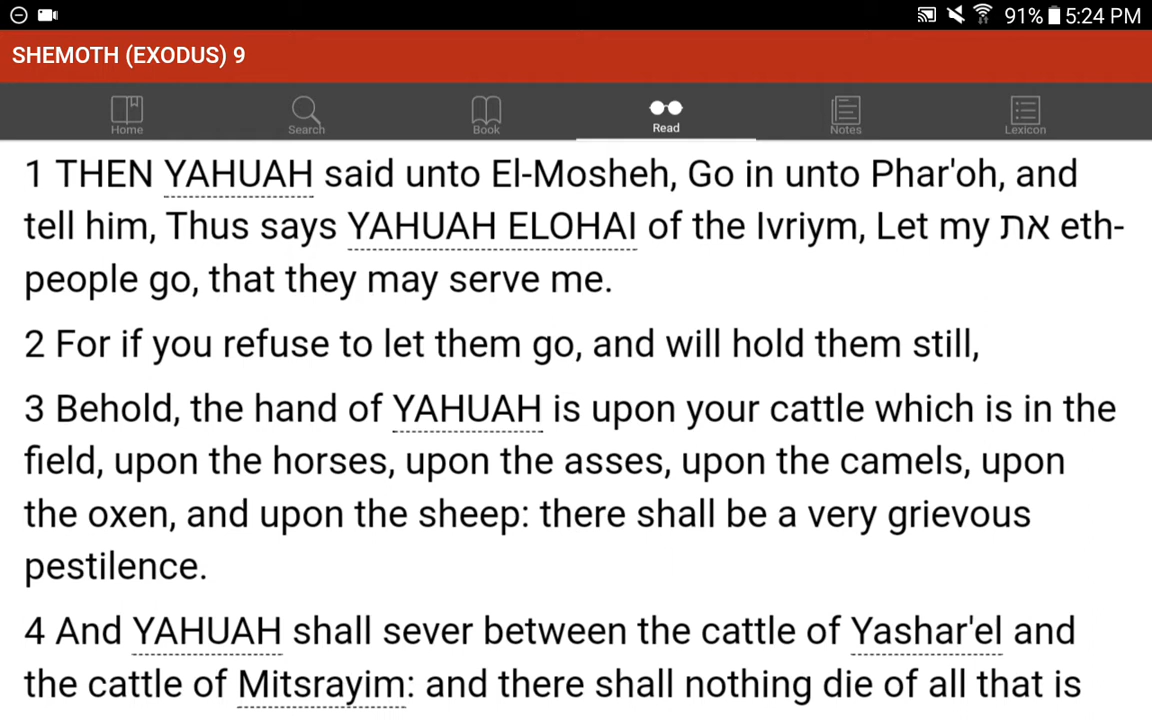 91% 5:24 PM
SHEMOTH (EXODUS) 9
Home Search Book Read Notes Lexicon
1 THEN YAHUAH said unto El-Mosheh, Go in unto Phar'oh, and
tell him, Thus says YAHUAH ELOHAI of the Ivriym, Let my את eth-
people go, that they may serve me.
2 For if you refuse to let them go, and will hold them still,
3 Behold, the hand of YAHUAH is upon your cattle which is in the
field, upon the horses, upon the asses, upon the camels, upon
the oxen, and upon the sheep: there shall be a very grievous
pestilence.
4 And YAHUAH shall sever between the cattle of Yashar'el and
the cattle of Mitsrayim: and there shall nothing die of all that is